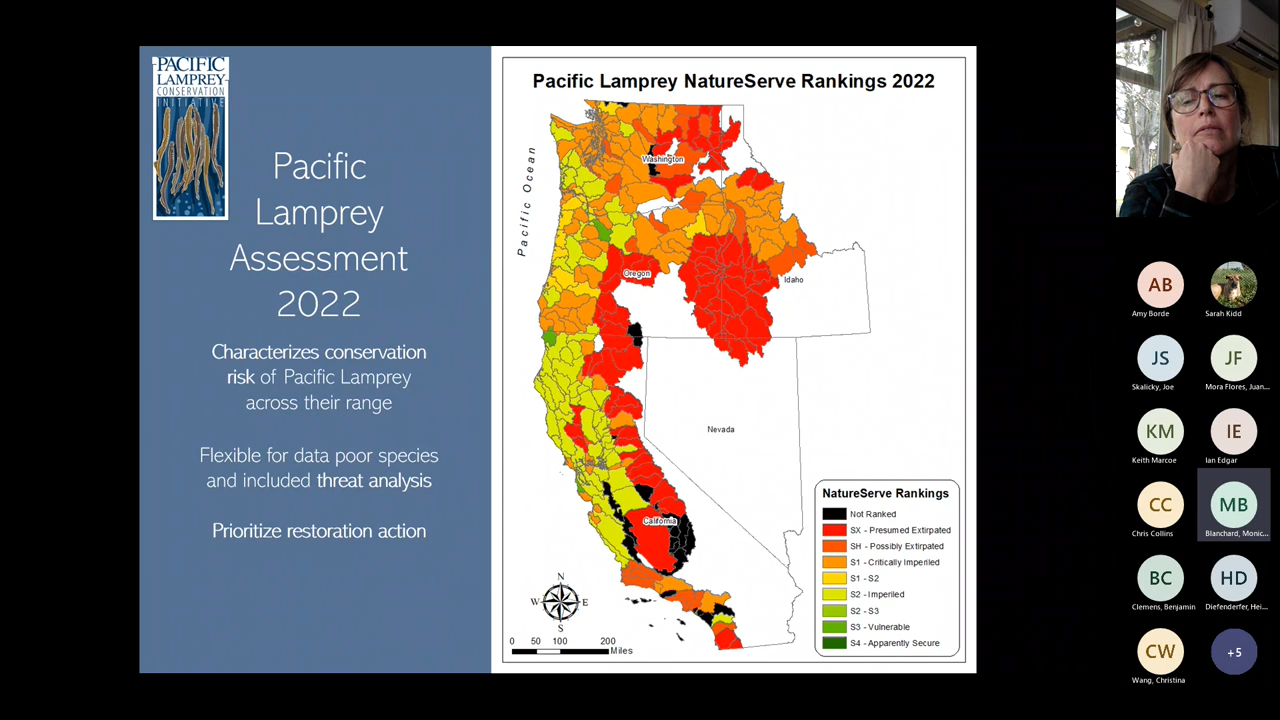 PACIFIC
LAMPREY
CONSERVATION
INITIATIVE
Pacific
Lamprey
Assessment
2022
Characterizes conservation
risk of Pacific Lamprey
across their range
Flexible for data poor species
and included threat analysis
Prioritize restoration action
Pacific Lamprey NatureServe Rankings 2022
Pacific Ocean
Washington
Oregon
Idaho
Nevada
California
N
W
E
S
0 50 100 200
Miles
NatureServe Rankings
Not Ranked
SX - Presumed Extirpated
SH - Possibly Extirpated
S1 - Critically Imperiled
S1 - S2
S2 - Imperiled
S2 - S3
S3 - Vulnerable
S4 - Apparently Secure
AB
Amy Borde
Sarah Kidd
JS
Skalicky, Joe
JF
Mora Flores, Juan...
KM
Keith Marcoe
IE
Ian Edgar
CC
Chris Collins
MB
Blanchard, Monic...
BC
Clemens, Benjamin
HD
Diefenderfer, Hei...
CW
Wang, Christina
+5